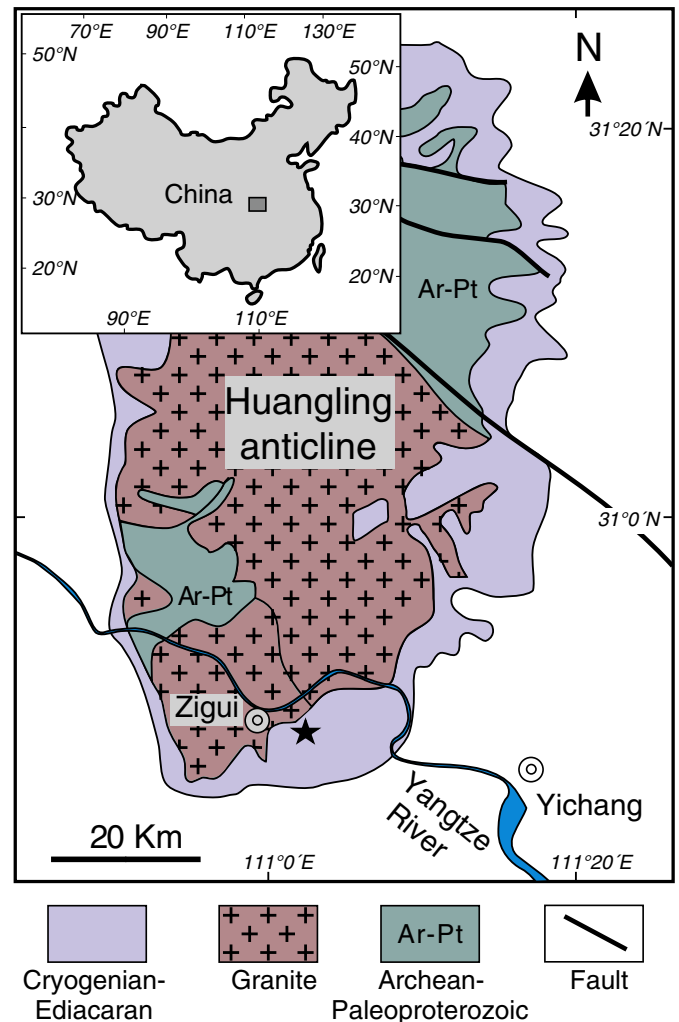 70°E 90°E 110°E 130°E
50°N
50°N
40°N
30°N
30°N
20°N
20°N
China
90°E 110°E
N
31°20´N
Ar-Pt
Huangling
anticline
31°0´N
Ar-Pt
Zigui
Yangtze
River
Yichang
20 Km
111°0´E 111°20´E
Ar-Pt
Cryogenian-
Ediacaran
Granite
Archean-
Paleoproterozoic
Fault